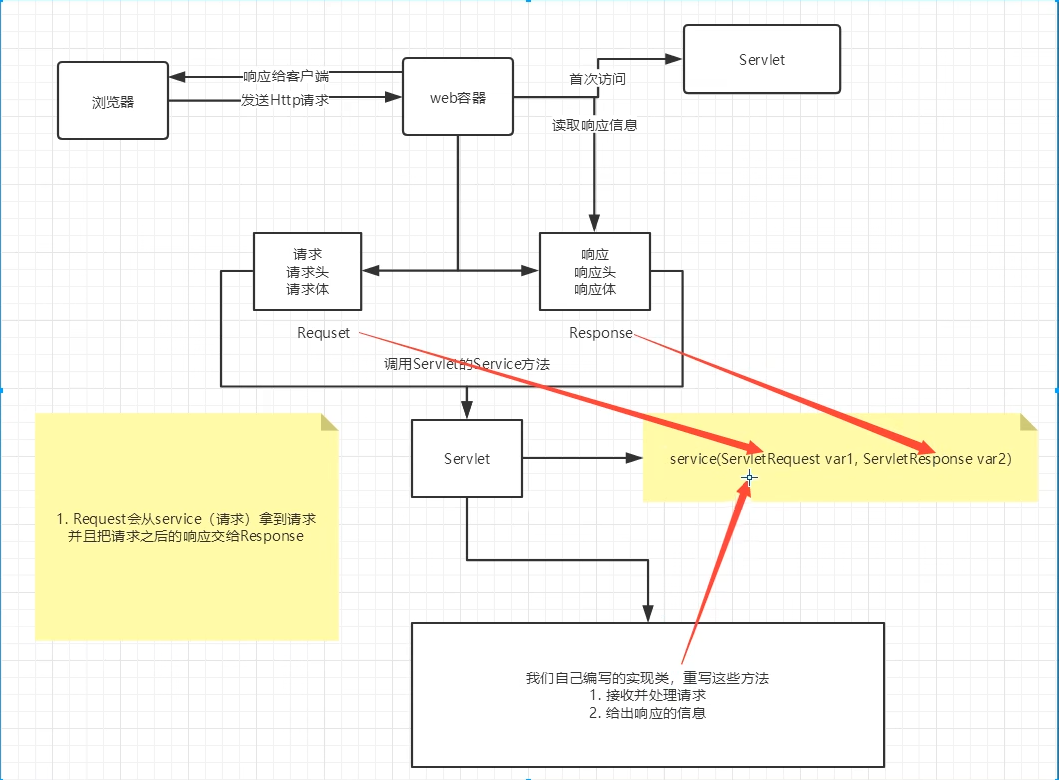 Servlet
浏览器
响应给客户端
发送Http请求
web容器
首次访问
读取响应信息
请求
请求头
请求体
响应
响应头
响应体
Requset
Response
调用Servlet的Service方法
Servlet
service(ServletRequest var1, ServletResponse var2)
1. Request会从service（请求）拿到请求
并且把请求之后的响应交给Response
我们自己编写的实现类，重写这些方法
1. 接收并处理请求
2. 给出响应的信息